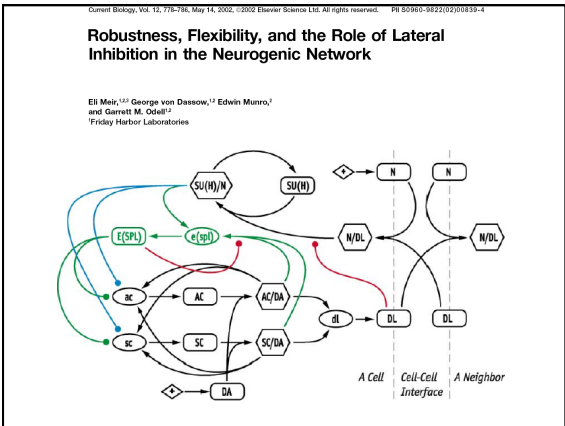 Current Biology, Vol. 12, 778–786, May 14, 2002, ©2002 Elsevier Science Ltd. All rights reserved. PII S0960-9822(02)00839-4
Robustness, Flexibility, and the Role of Lateral
Inhibition in the Neurogenic Network
Eli Meir,1,2,3 George von Dassow,1,2 Edwin Munro,2
and Garrett M. Odell1,2
1Friday Harbor Laboratories
SU(H)/N SU(H) + N N
E(SPL) e(spl) N/DL N/DL
ac AC AC/DA
dl DL DL
sc SC SC/DA
A Cell Cell-Cell A Neighbor
Interface
+ DA